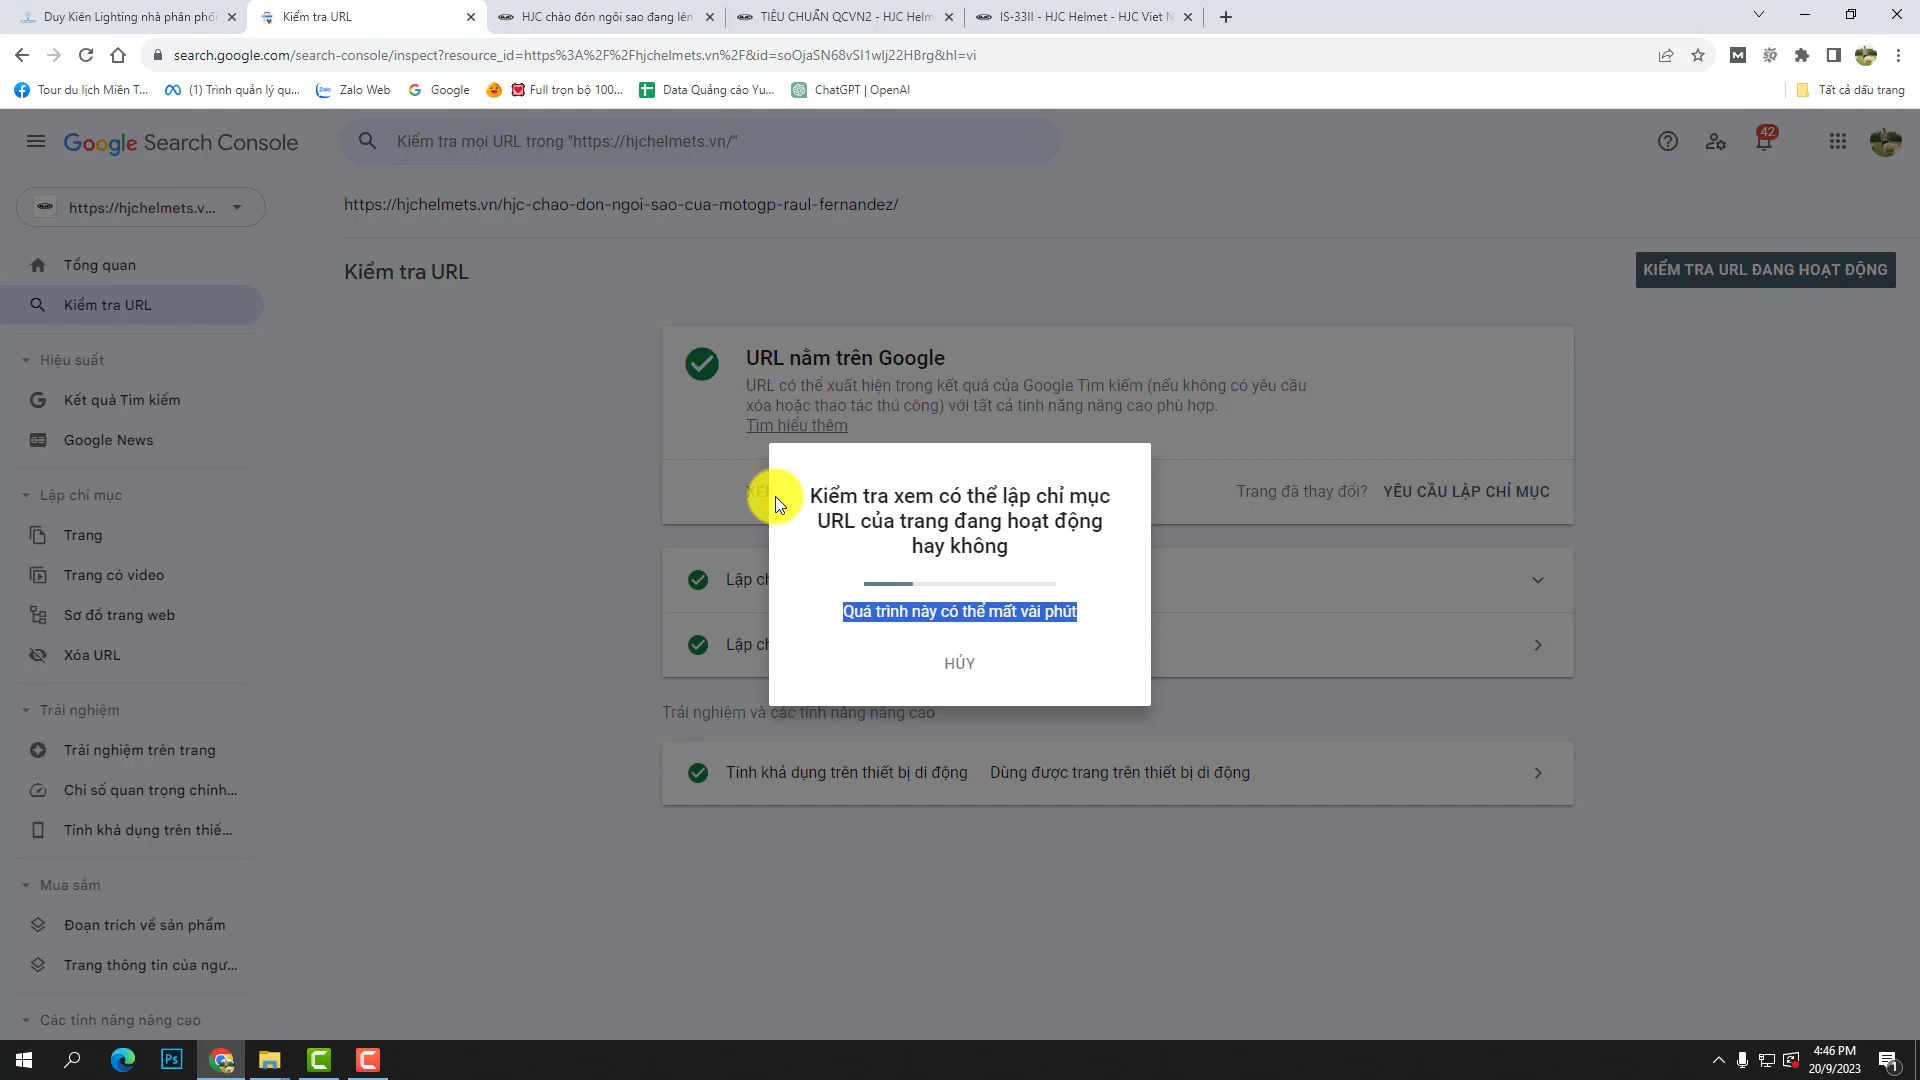 Duy Kiên Lighting nhà phân phối
Kiểm tra URL
HJC chào đón ngôi sao đang lên
TIÊU CHUẨN QCVN2 - HJC Helm
IS-33II - HJC Helmet - HJC Viet N
search.google.com/search-console/inspect?resource_id=https%3A%2F%2Fhjchelmets.vn%2F&id=soOjaSN68vSI1wIj22HBrg&hl=vi
Tour du lịch Miền T...
(1) Trình quản lý qu...
Zalo Web
Google
Full trọn bộ 100...
Data Quảng cáo Yu...
ChatGPT | OpenAI
Tất cả dấu trang
Google Search Console
Kiểm tra mọi URL trong "https://hjchelmets.vn/"
42
https://hjchelmets.v...
https://hjchelmets.vn/hjc-chao-don-ngoi-sao-cua-motogp-raul-fernandez/
Tổng quan
Kiểm tra URL
KIỂM TRA URL ĐANG HOẠT ĐỘNG
Kiểm tra URL
Hiệu suất
Kết quả Tìm kiếm
Google News
Lập chỉ mục
Trang
Trang có video
Sơ đồ trang web
Xóa URL
Trải nghiệm
Trải nghiệm trên trang
Chỉ số quan trọng chính...
Tính khả dụng trên thiế...
Mua sắm
Đoạn trích về sản phẩm
Trang thông tin của ngư...
Các tính năng nâng cao
URL nằm trên Google
URL có thể xuất hiện trong kết quả của Google Tìm kiếm (nếu không có yêu cầu
xóa hoặc thao tác thủ công) với tất cả tính năng nâng cao phù hợp.
Tìm hiểu thêm
Trang đã thay đổi? YÊU CẦU LẬP CHỈ MỤC
Kiểm tra xem có thể lập chỉ mục
URL của trang đang hoạt động
hay không
Quá trình này có thể mất vài phút
HỦY
Lập ch
Lập ch
Trải nghiệm và các tính năng nâng cao
Tính khả dụng trên thiết bị di động Dùng được trang trên thiết bị di động
Ps
4:46 PM
20/9/2023
1